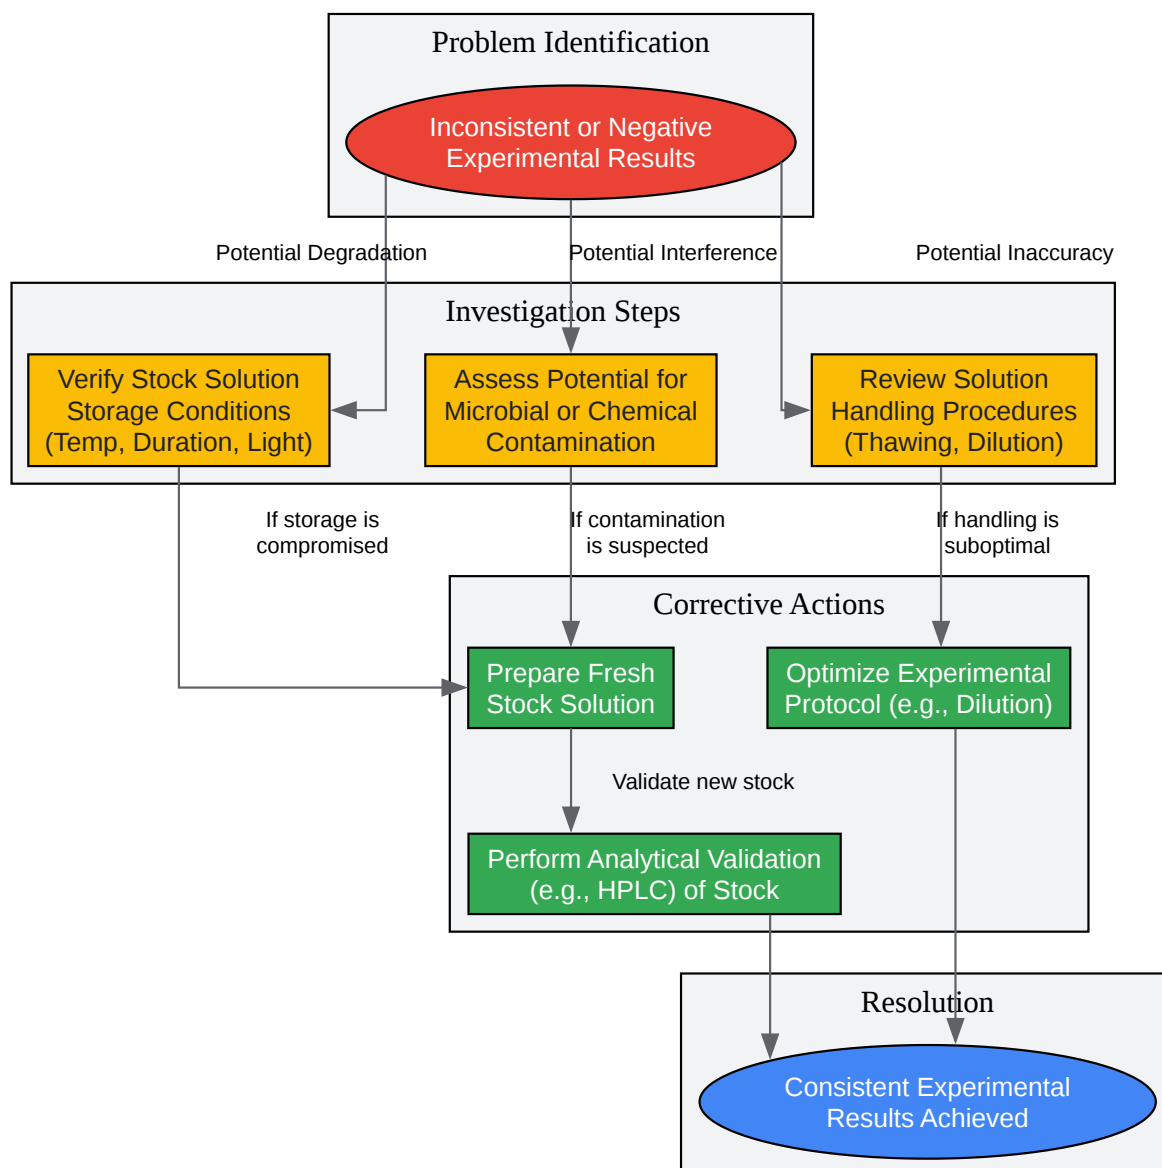 Problem Identification
Inconsistent or Negative
Experimental Results
Potential Degradation
Potential Interference
Potential Inaccuracy
Investigation Steps
Verify Stock Solution
Storage Conditions
(Temp, Duration, Light)
Assess Potential for
Microbial or Chemical
Contamination
Review Solution
Handling Procedures
(Thawing, Dilution)
If storage is
compromised
If contamination
is suspected
If handling is
suboptimal
Corrective Actions
Prepare Fresh
Stock Solution
Optimize Experimental
Protocol (e.g., Dilution)
Validate new stock
Perform Analytical Validation
(e.g., HPLC) of Stock
Resolution
Consistent Experimental
Results Achieved